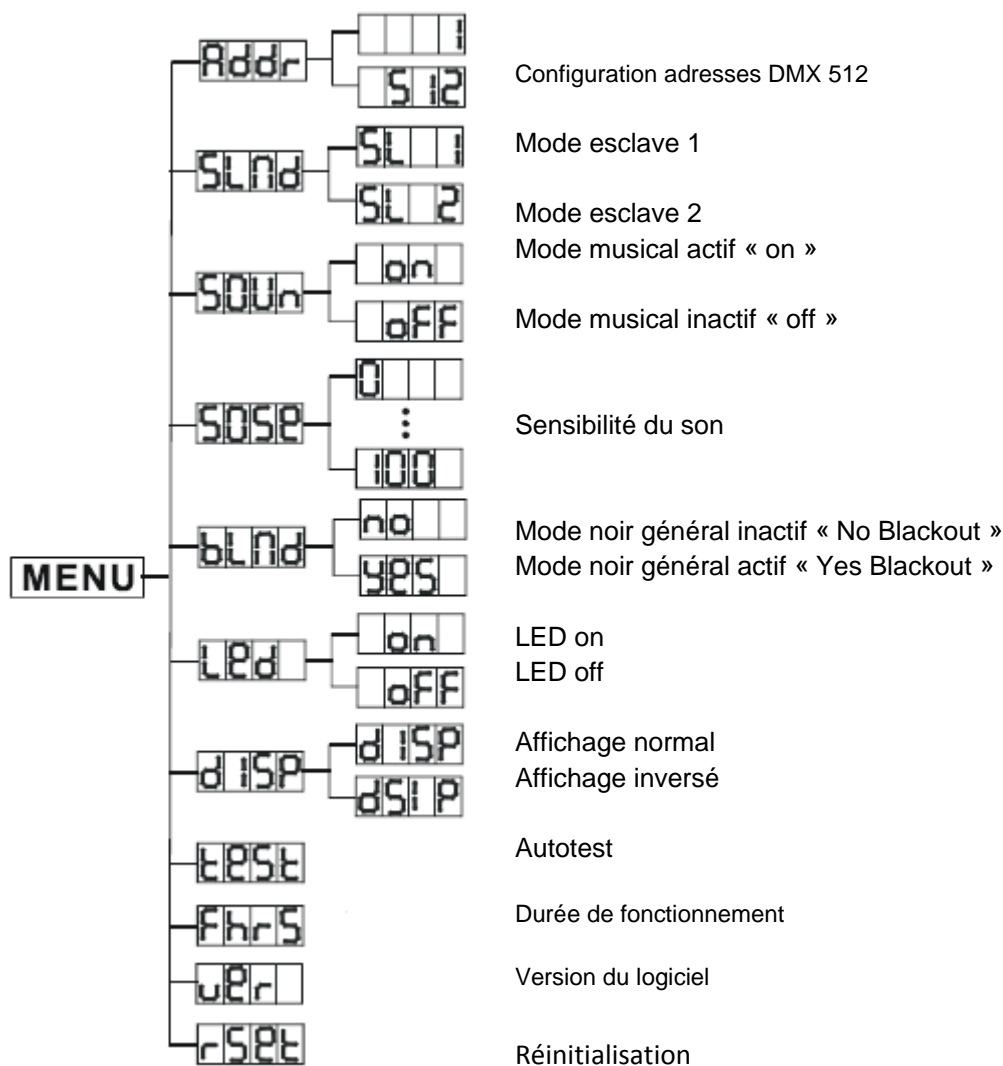 Addr
1
512
Configuration adresses DMX 512
SLMd
SL 1
Mode esclave 1
SL 2
Mode esclave 2
SOUn
on
Mode musical actif « on »
oFF
Mode musical inactif « off »
SOSe
0
Sensibilité du son
100
bLMd
no
Mode noir général inactif « No Blackout »
yes
Mode noir général actif « Yes Blackout »
MENU
Led
on
LED on
oFF
LED off
diSP
diSP
Affichage normal
dSiP
Affichage inversé
teSt
Autotest
FhrS
Durée de fonctionnement
ver
Version du logiciel
rSet
Réinitialisation